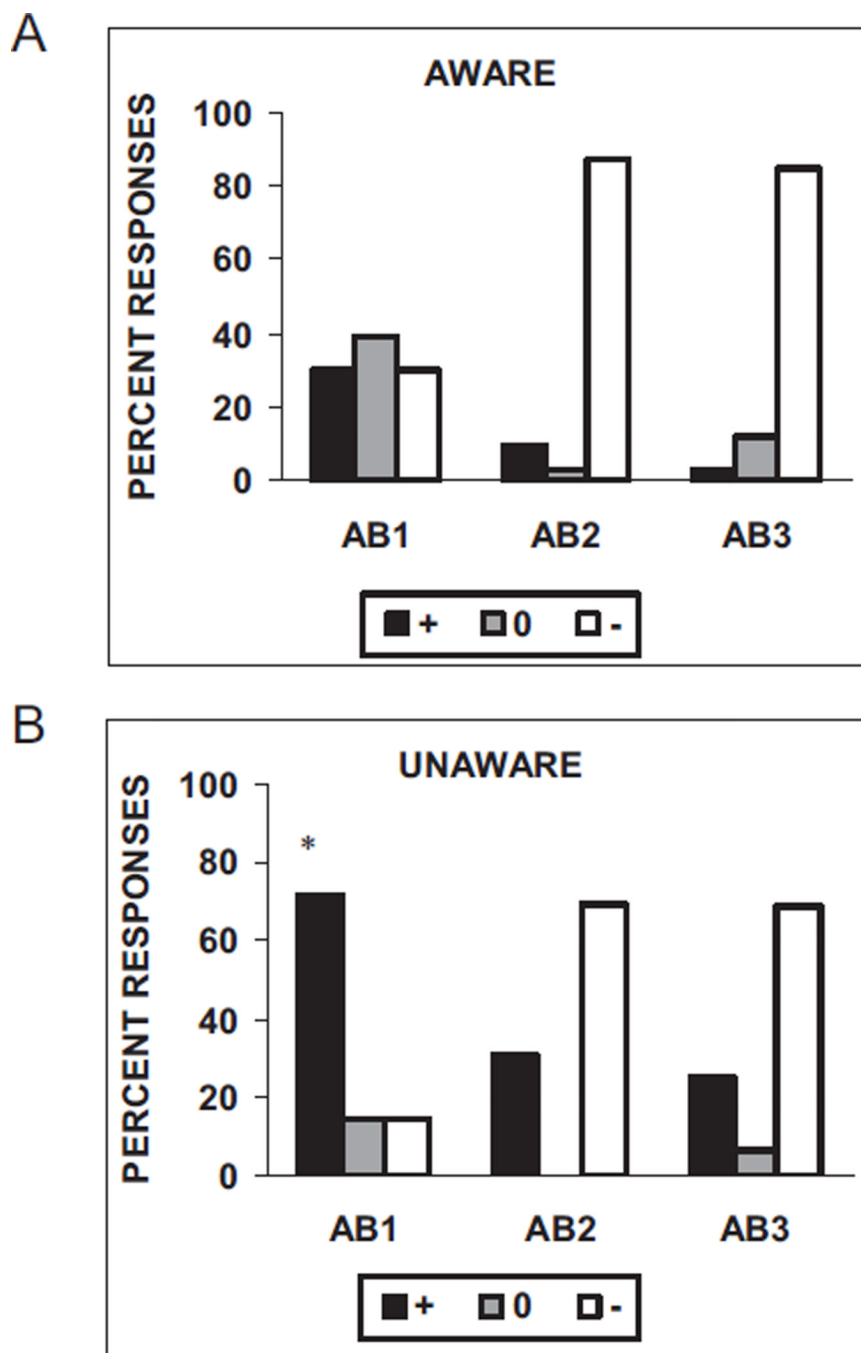 A
AWARE
PERCENT RESPONSES
100
80
60
40
20
0
AB1 AB2 AB3
+ 0 -
B
UNAWARE
PERCENT RESPONSES
100
80
60
40
20
0
*
AB1 AB2 AB3
+ 0 -